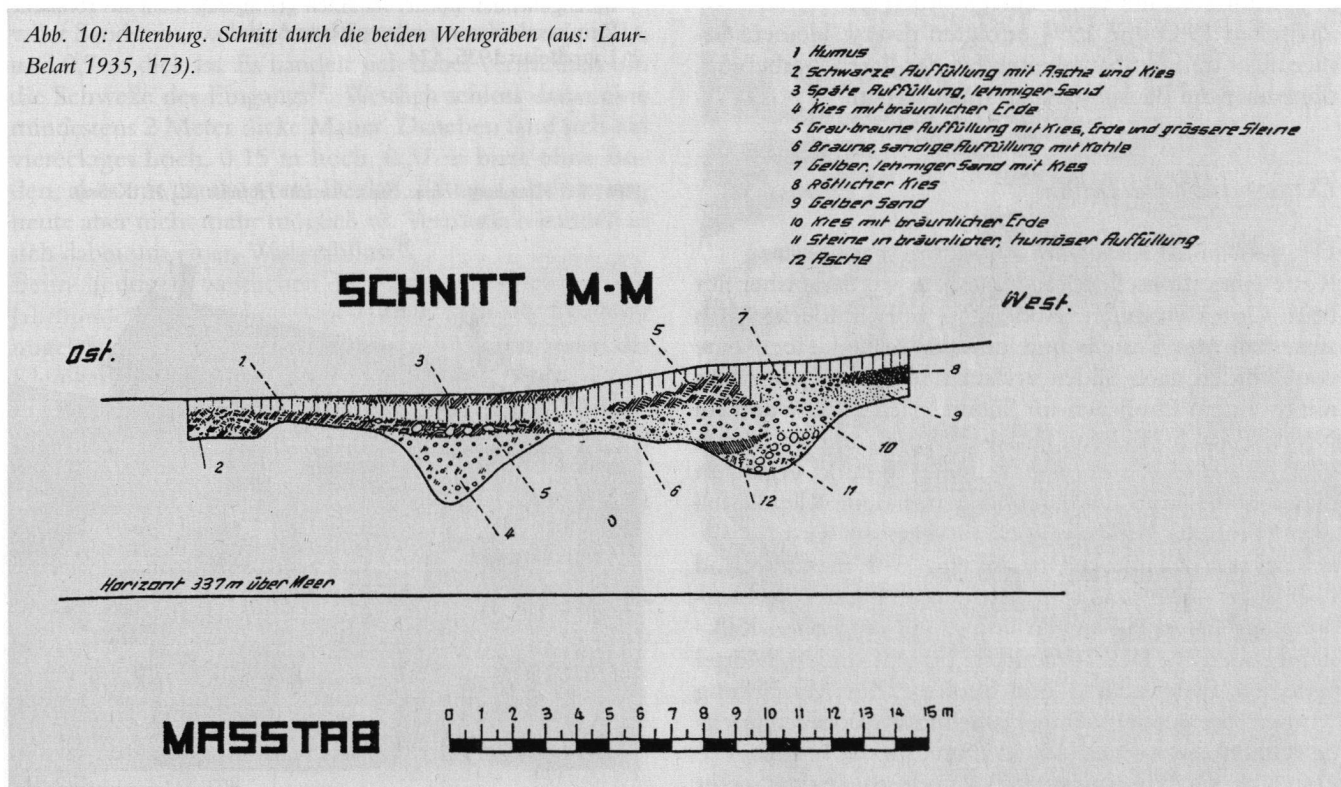 Abb. 10: Altenburg. Schnitt durch die beiden Wehrgräben (aus: Laur-
Belart 1935, 173).
1 Humus
2 Schwarze Auffüllung mit Asche und Kies
3 Späte Auffüllung, lehmiger Sand
4 Kies mit bräunlicher Erde
5 Grau-braune Auffüllung mit Kies, Erde und grössere Steine
6 Braune, sandige Auffüllung mit Kohle
7 Gelber, lehmiger Sand mit Kies
8 Rötlicher Kies
9 Gelber Sand
10 Kies mit bräunlicher Erde
11 Steine in bräunlicher, humöser Auffüllung
12 Asche
SCHNITT M-M
Ost.
West.
1
3
5
7
8
9
10
11
12
6
5
4
2
0
Horizont 337 m über Meer
MASSTAB
0 1 2 3 4 5 6 7 8 9 10 11 12 13 14 15 m